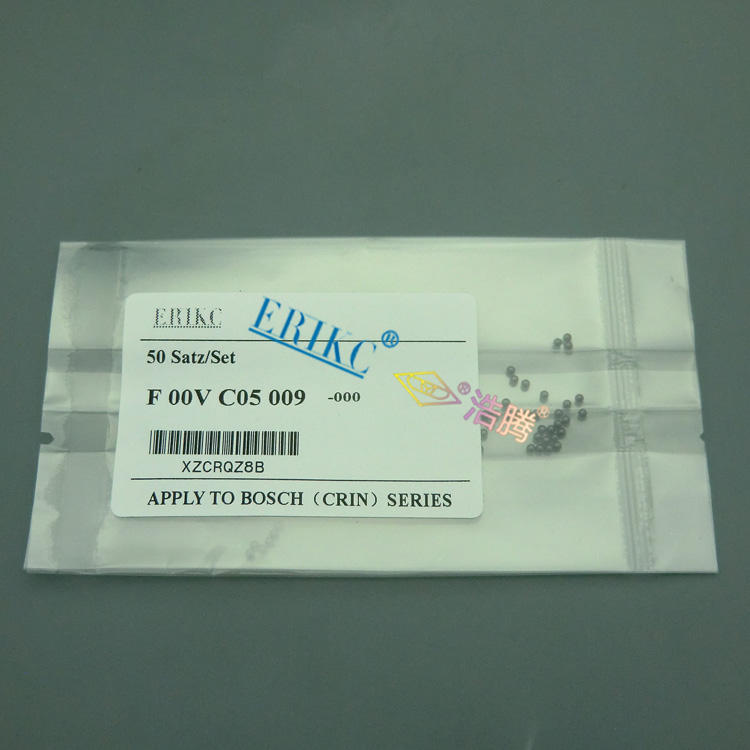 ERIKC
ERIKC®
50 Satz/Set
F 00V C05 009 -000
®浩腾®
XZCRQZ8B
APPLY TO BOSCH（CRIN）SERIES